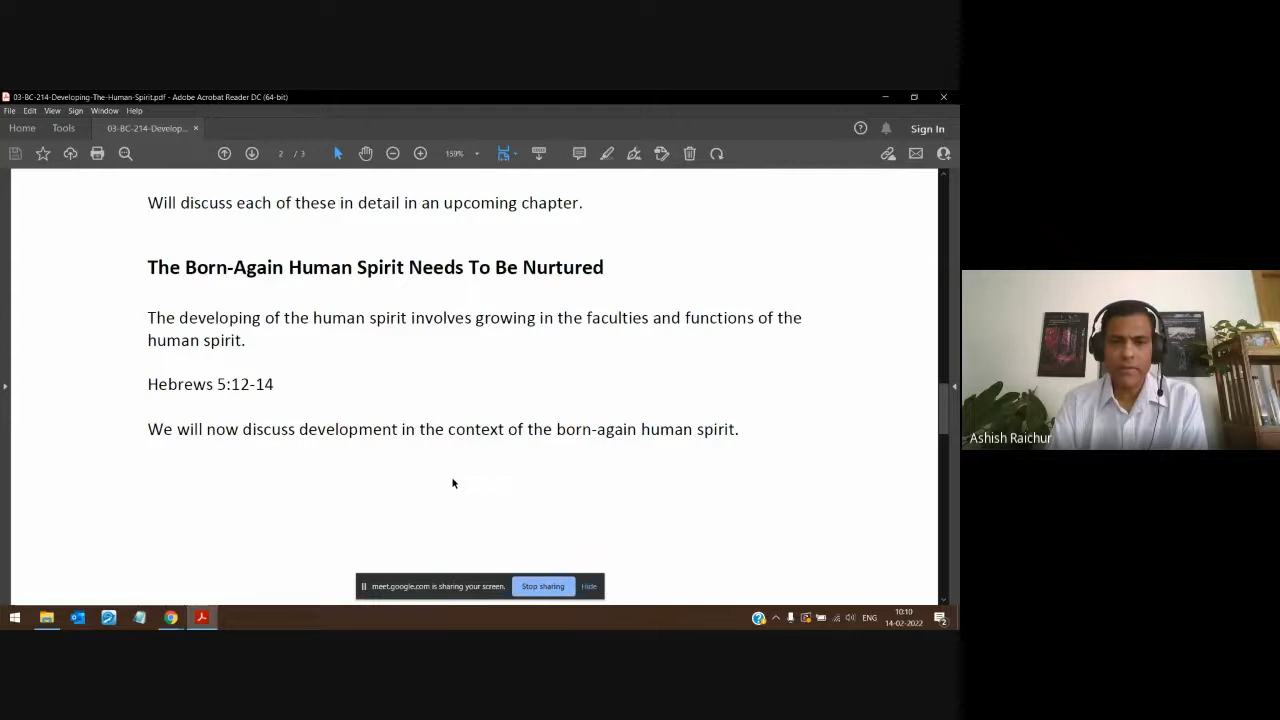 03-BC-214-Developing-The-Human-Spirit.pdf - Adobe Acrobat Reader DC (64-bit)
File Edit View Sign Window Help
Home Tools 03-BC-214-Develop... × Sign In
2 / 3 159%
Will discuss each of these in detail in an upcoming chapter.
The Born-Again Human Spirit Needs To Be Nurtured
The developing of the human spirit involves growing in the faculties and functions of the
human spirit.
Hebrews 5:12-14
We will now discuss development in the context of the born-again human spirit.
Ashish Raichur
meet.google.com is sharing your screen. Stop sharing Hide
ENG
10:10
14-02-2022
2